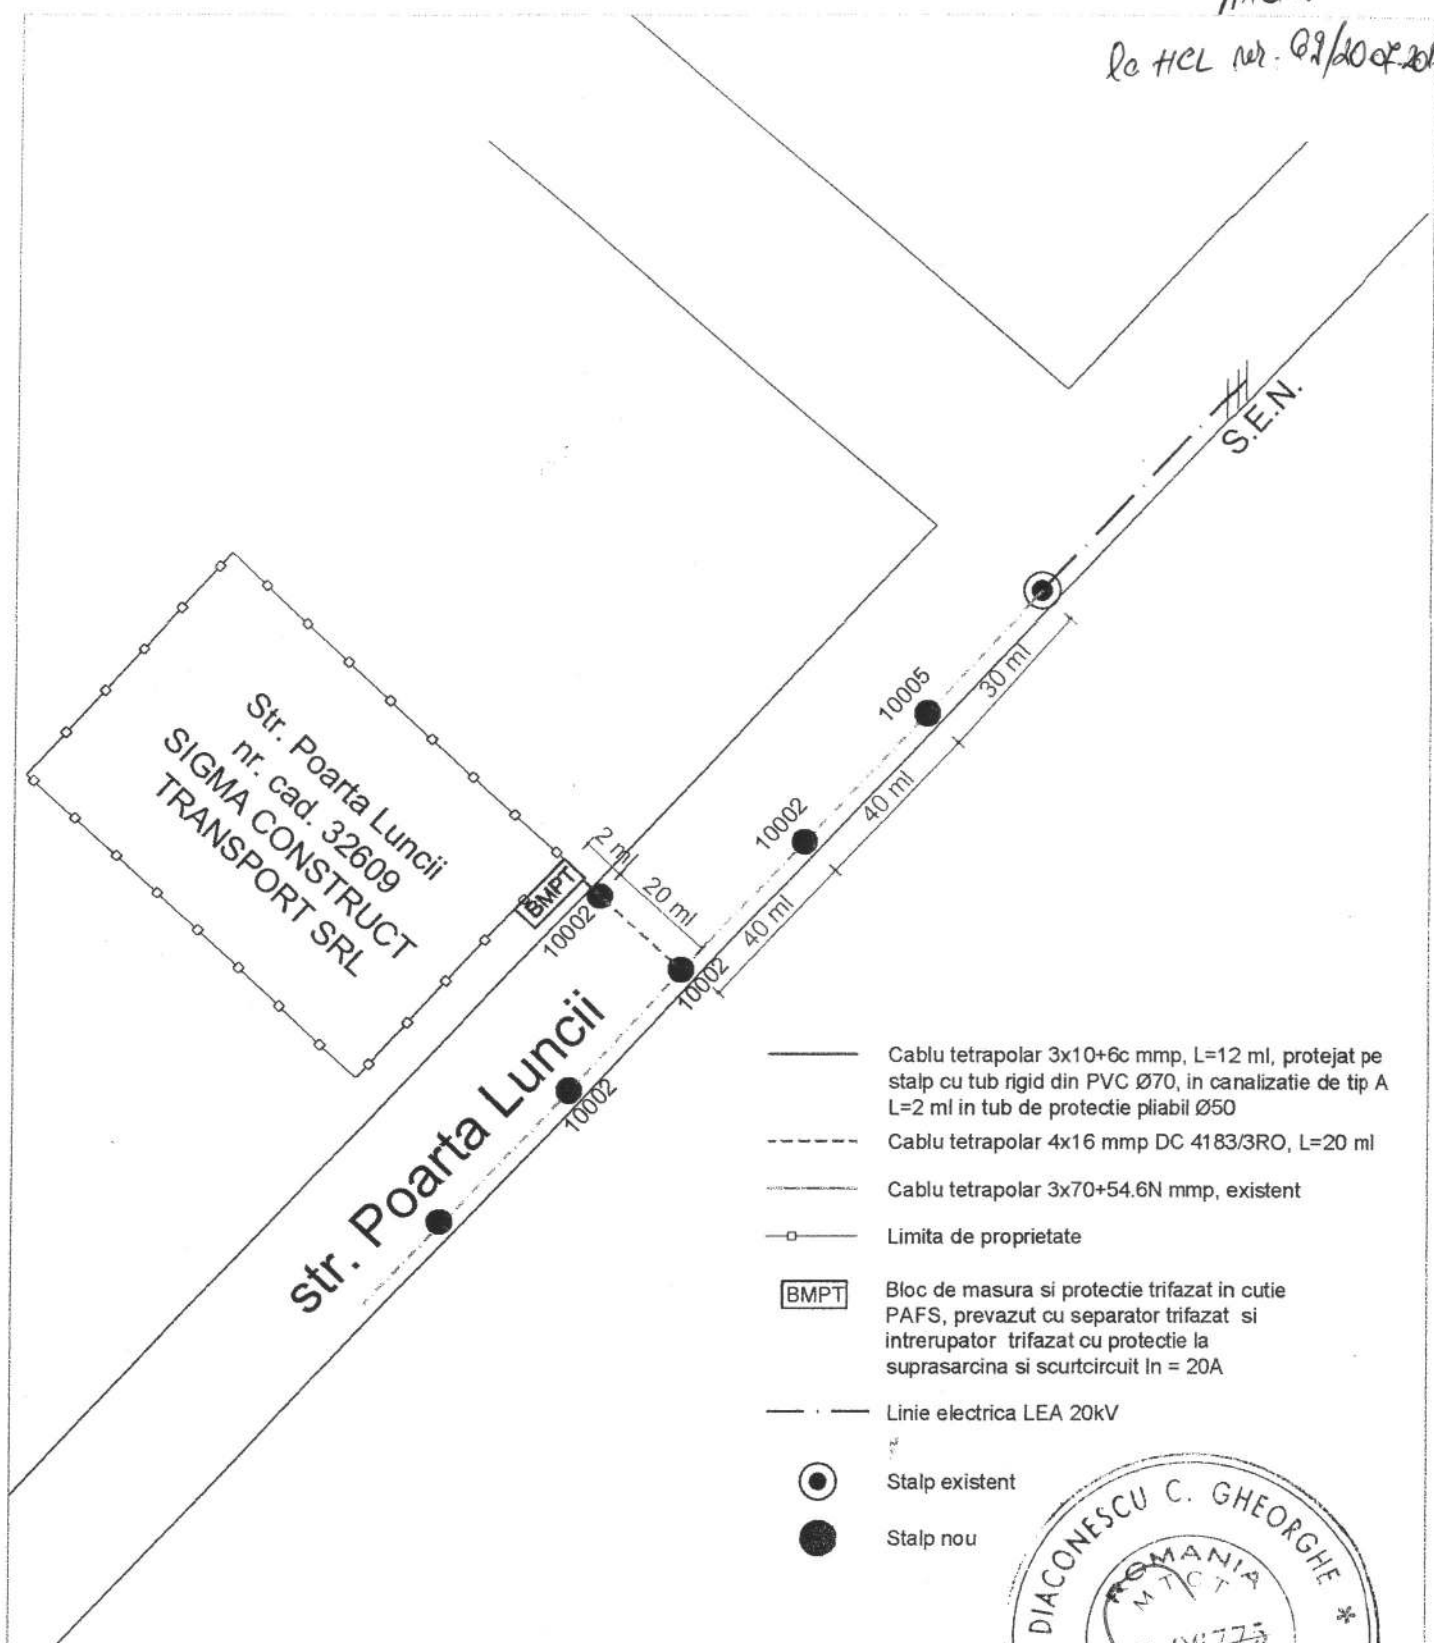 la HCL nr.
S.E.N.
30 ml
10005
40 ml
10002
40 ml
Str. Poarta Luncii
nr. cad. 32609
SIGMA CONSTRUCT
TRANSPORT SRL
2 ml
20 ml
BMPT
10002
10002
10002
str. Poarta Luncii
Cablu tetrapolar 3x10+6c mmp, L=12 ml, protejat pe
stalp cu tub rigid din PVC Ø70, in canalizatie de tip A
L=2 ml in tub de protectie pliabil Ø50
Cablu tetrapolar 4x16 mmp DC 4183/3RO, L=20 ml
Cablu tetrapolar 3x70+54.6N mmp, existent
Limita de proprietate
BMPT
Bloc de masura si protectie trifazat in cutie
PAFS, prevazut cu separator trifazat si
intrerupator trifazat cu protectie la
suprasarcina si scurtcircuit In = 20A
Linie electrica LEA 20kV
Stalp existent
Stalp nou
DIACONESCU C. GHEORGHE *
ROMANIA
MTCT